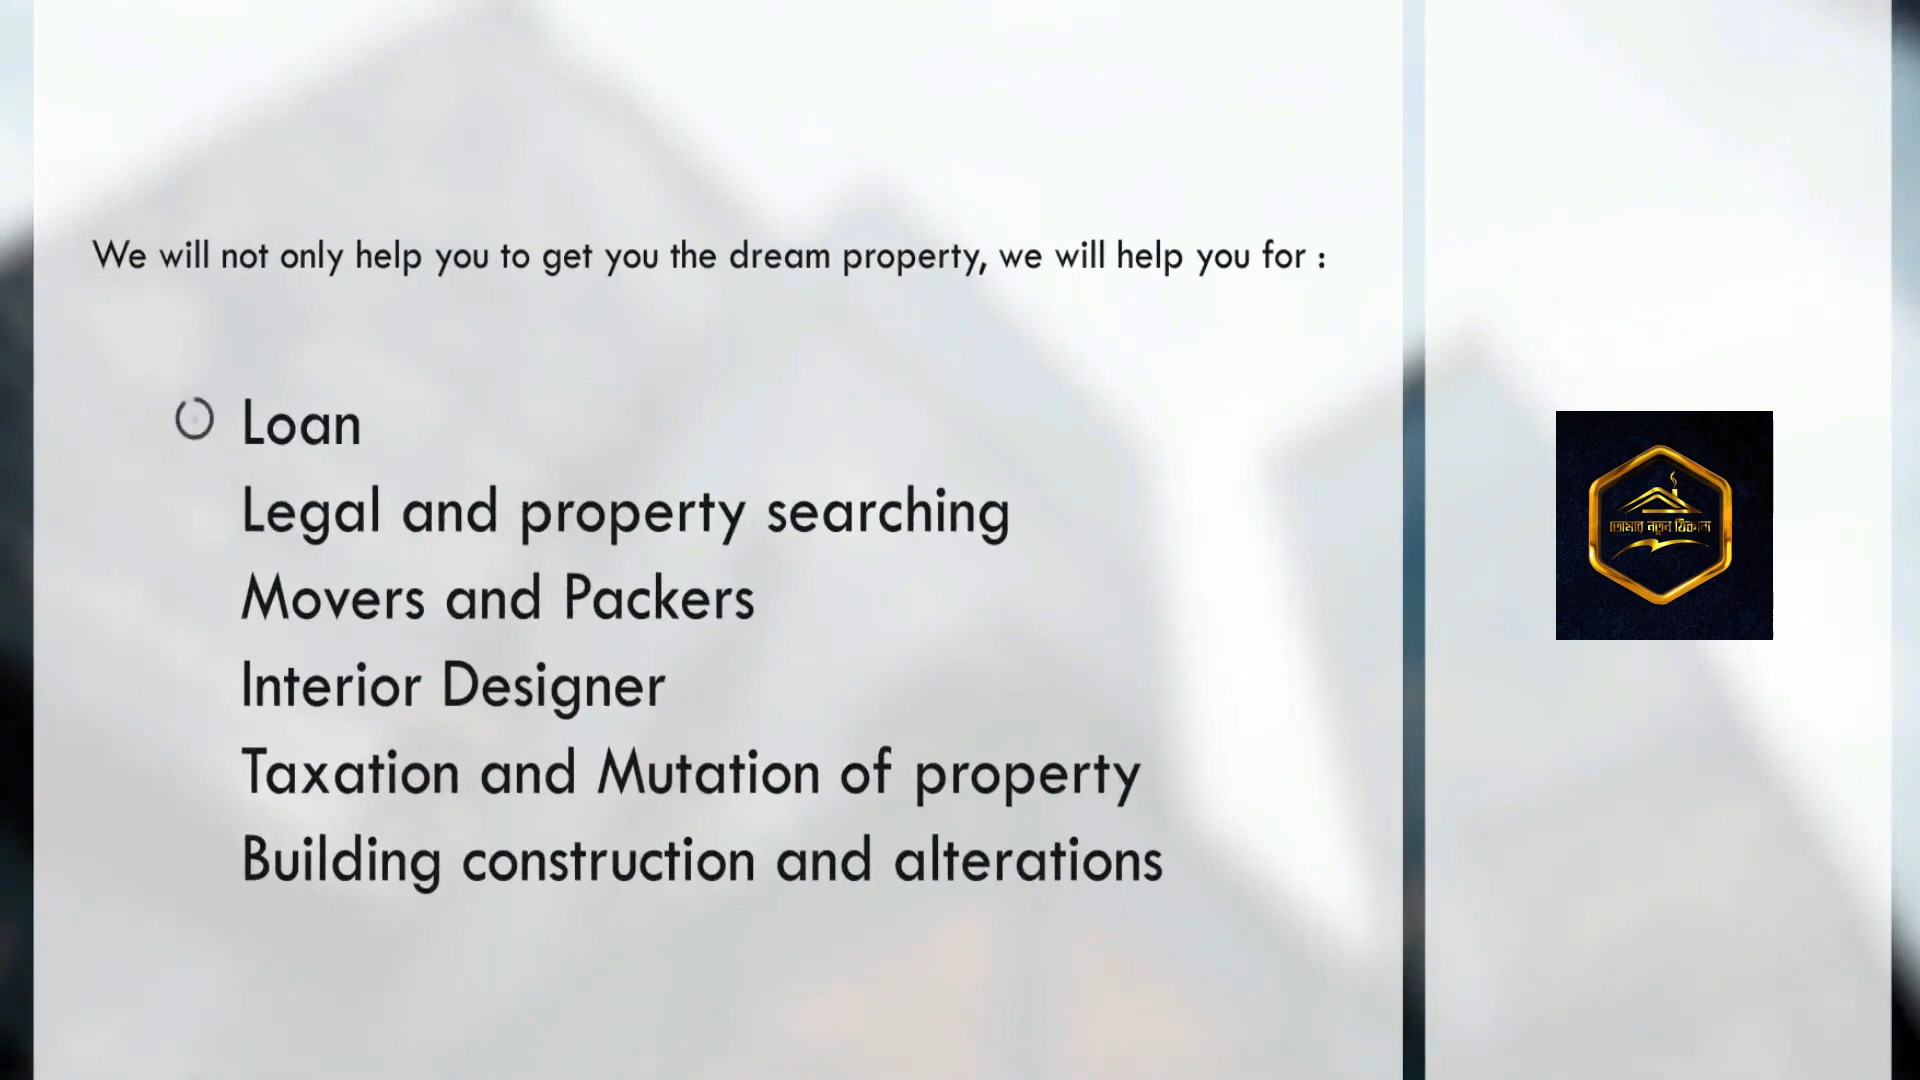 We will not only help you to get you the dream property, we will help you for :
Loan
Legal and property searching
Movers and Packers
Interior Designer
Taxation and Mutation of property
Building construction and alterations
তোমার নতুন ঠিকানা